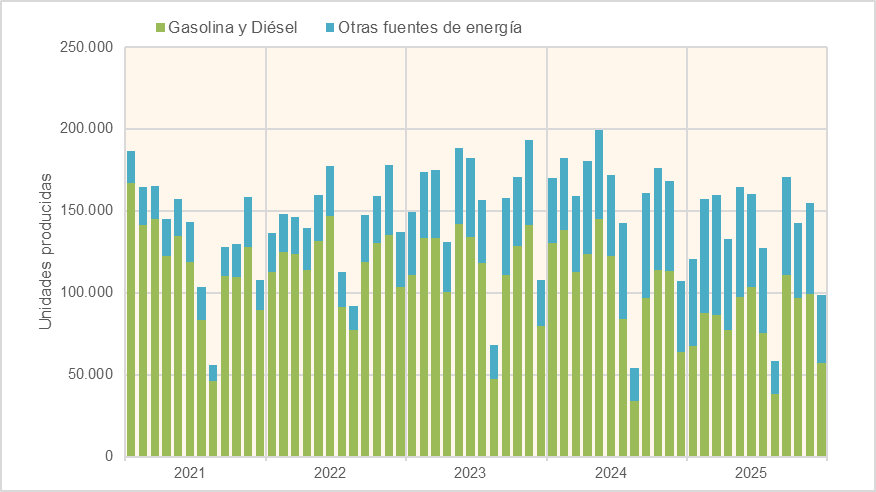 Gasolina y Diésel Otras fuentes de energía
250.000
200.000
150.000
100.000
50.000
0
Unidades producidas
2021 2022 2023 2024 2025